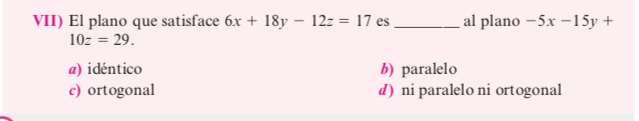 VII) El plano que satisface 6x + 18y − 12z = 17 es ________ al plano −5x −15y +
10z = 29.
a) idéntico
b) paralelo
c) ortogonal
d) ni paralelo ni ortogonal